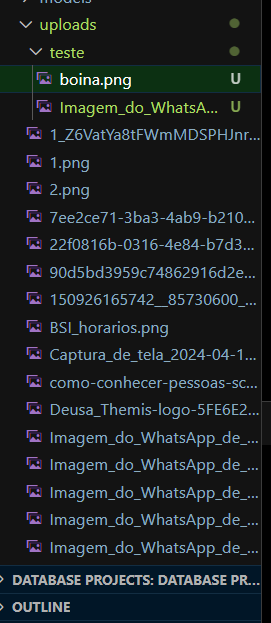 models
uploads
teste
boina.png U
Imagem_do_WhatsA... U
1_Z6VatYa8tFWmMDSPHJnr...
1.png
2.png
7ee2ce71-3ba3-4ab9-b210...
22f0816b-0316-4e84-b7d3...
90d5bd3959c74862916d2e...
150926165742__85730600_...
BSI_horarios.png
Captura_de_tela_2024-04-1...
como-conhecer-pessoas-sc...
Deusa_Themis-logo-5FE6E2...
Imagem_do_WhatsApp_de_...
Imagem_do_WhatsApp_de_...
Imagem_do_WhatsApp_de_...
Imagem_do_WhatsApp_de_...
Imagem_do_WhatsApp_de_...
DATABASE PROJECTS: DATABASE PR...
OUTLINE